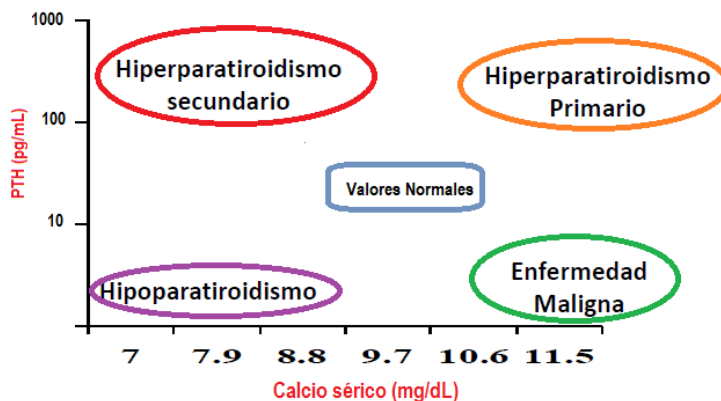 1000
Hiperparatiroidismo
secundario
Hiperparatiroidismo
Primario
100
PTH (pg/mL)
Valores Normales
10
Hipoparatiroidismo
Enfermedad
Maligna
7 7.9 8.8 9.7 10.6 11.5
Calcio sérico (mg/dL)